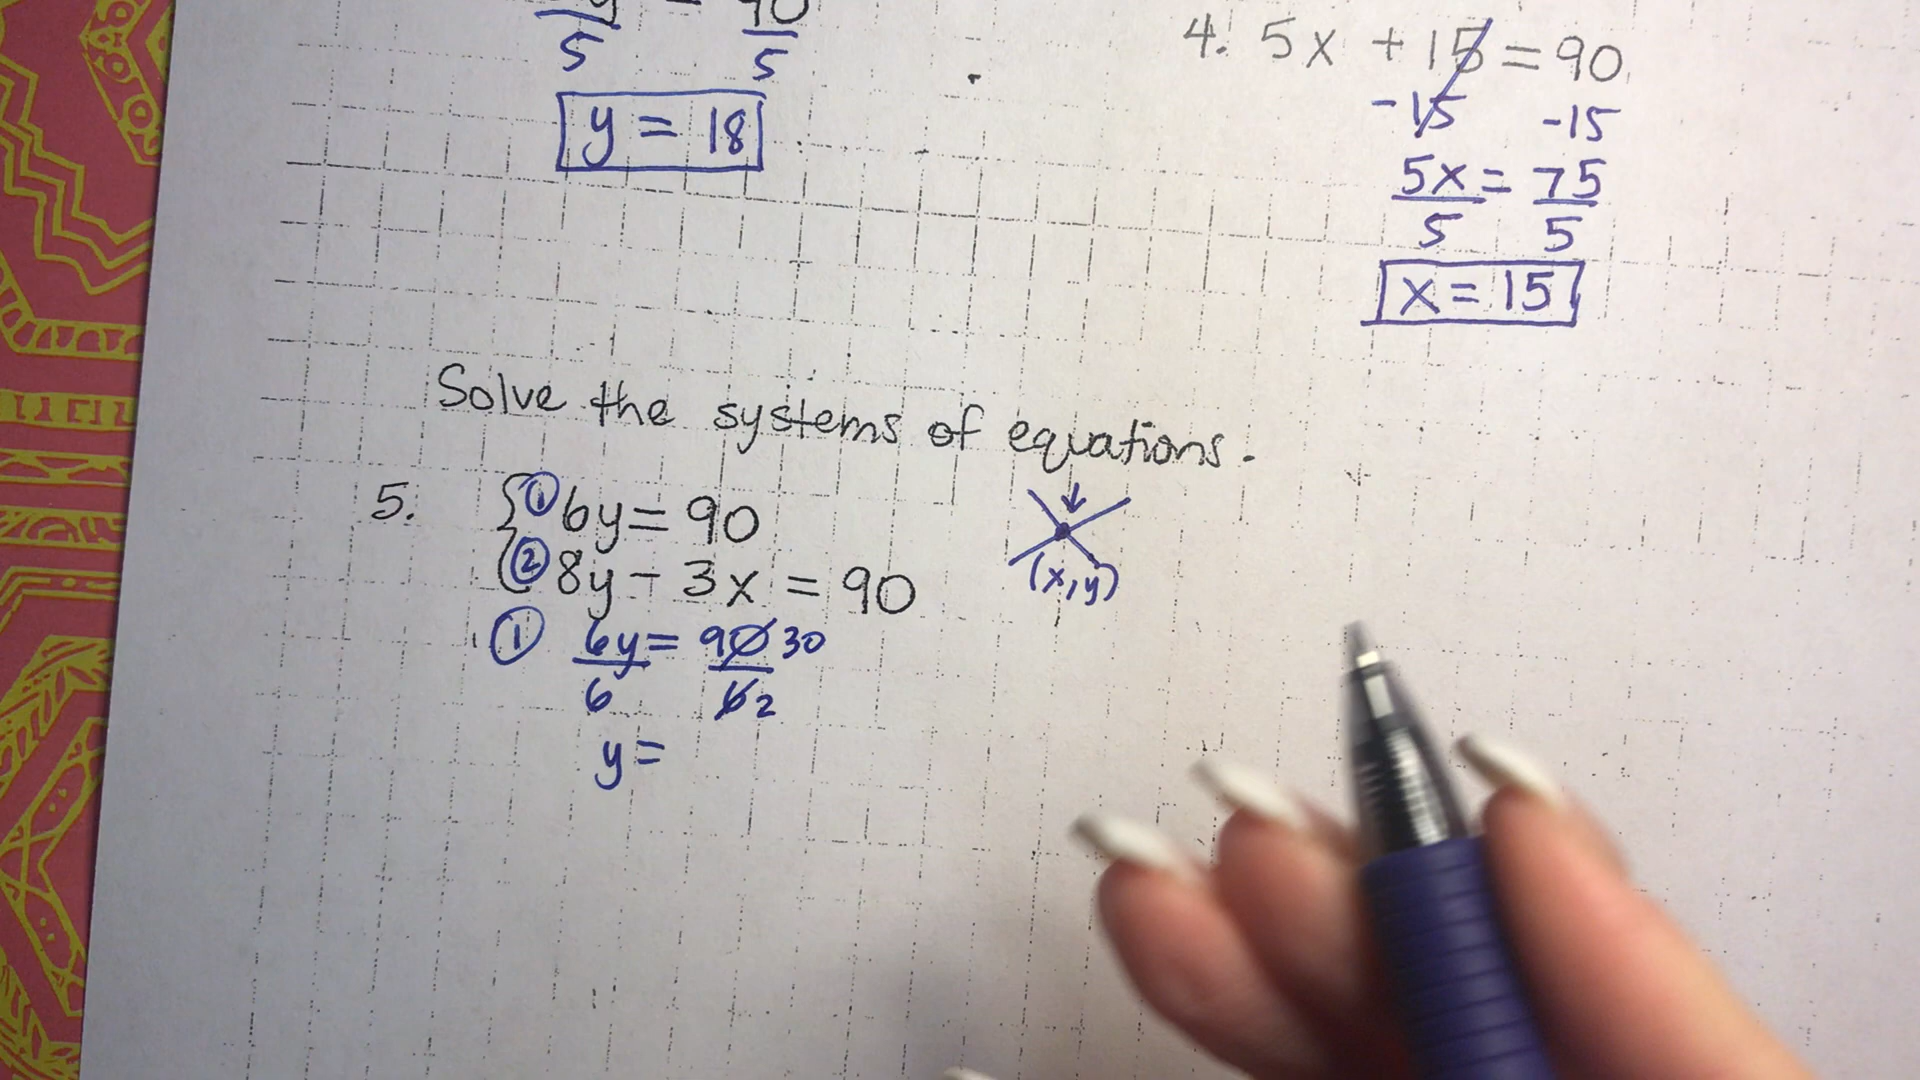 5 5
y = 18
4. 5x + 15 = 90
-15 -15
5x = 75
5 5
x = 15
Solve the systems of equations.
5. { ① 6y = 90
② 8y - 3x = 90
(x,y)
① 6y = 90 30
6 6 2
y =